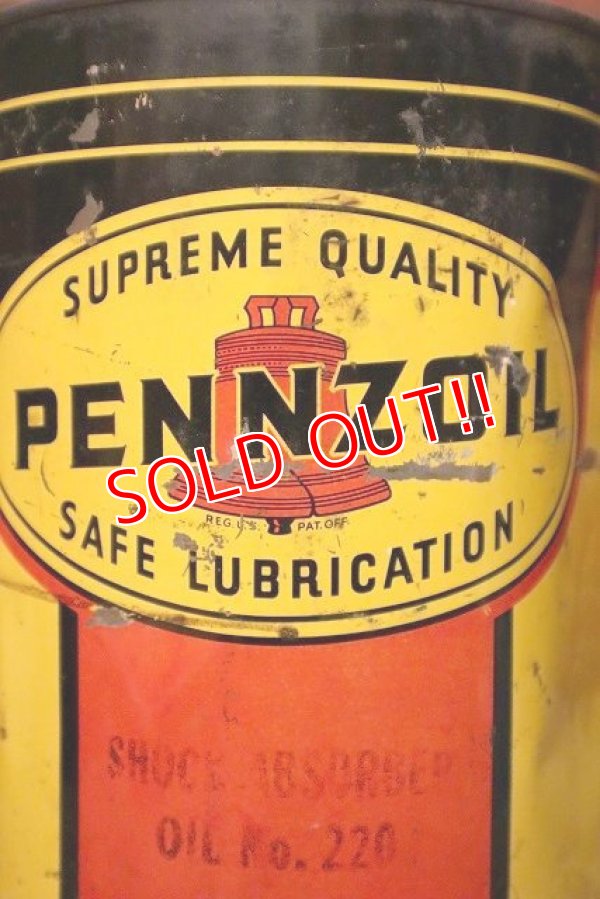 SUPREME QUALITY
PENNZOIL
SOLD OUT!!
REG. U.S. PAT. OFF.
SAFE LUBRICATION
SHOCK ABSORBER
OIL No. 220